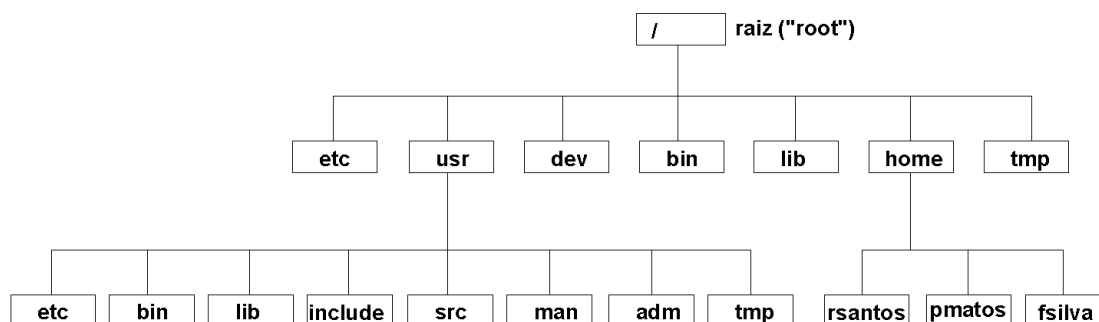 / raiz ("root")
etc usr dev bin lib home tmp
etc bin lib include src man adm tmp rsantos pmatos fsilva